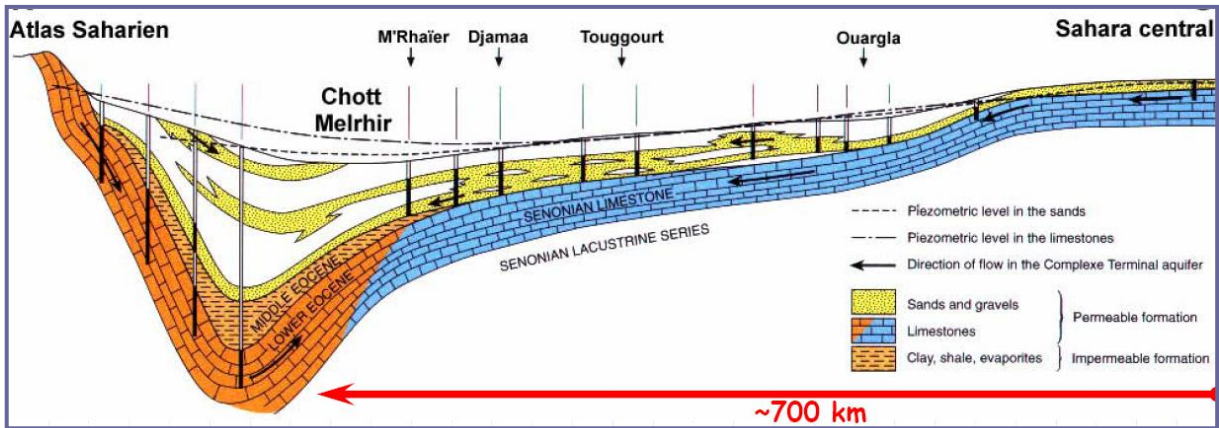 Atlas Saharien
Sahara central
M'Rhaïer
Djamaa
Touggourt
Ouargla
Chott
Melrhir
SENONIAN LIMESTONE
SENONIAN LACUSTRINE SERIES
MIDDLE EOCENE
LOWER EOCENE
Piezometric level in the sands
Piezometric level in the limestones
Direction of flow in the Complexe Terminal aquifer
Sands and gravels
Permeable formation
Limestones
Clay, shale, evaporites
Impermeable formation
~700 km